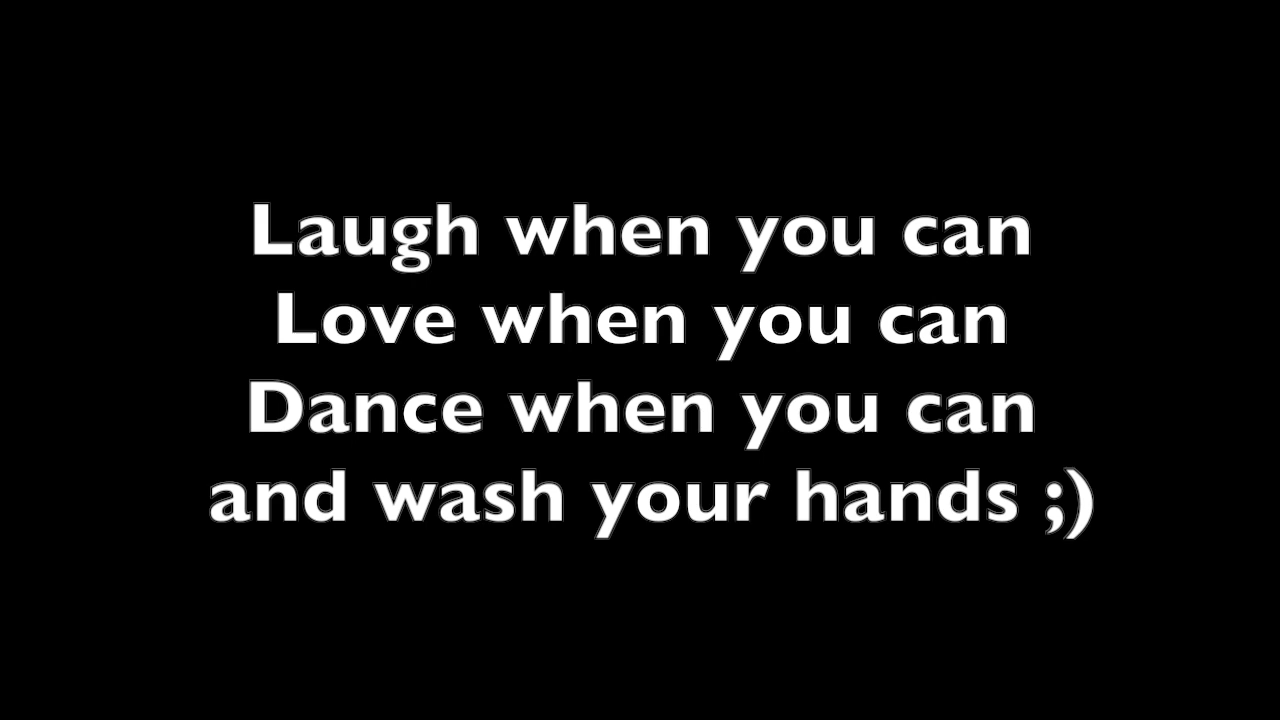 Laugh when you can
Love when you can
Dance when you can
and wash your hands ;)